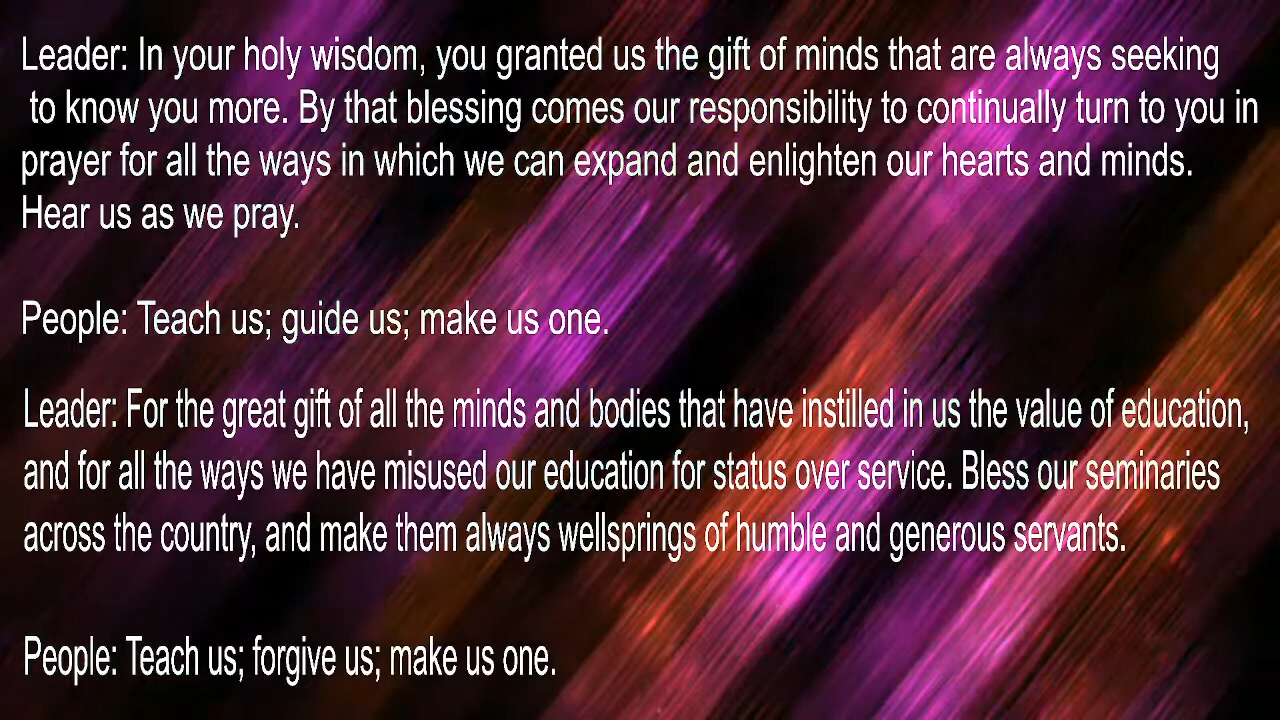 Leader: In your holy wisdom, you granted us the gift of minds that are always seeking
to know you more. By that blessing comes our responsibility to continually turn to you in
prayer for all the ways in which we can expand and enlighten our hearts and minds.
Hear us as we pray.
People: Teach us; guide us; make us one.
Leader: For the great gift of all the minds and bodies that have instilled in us the value of education,
and for all the ways we have misused our education for status over service. Bless our seminaries
across the country, and make them always wellsprings of humble and generous servants.
People: Teach us; forgive us; make us one.